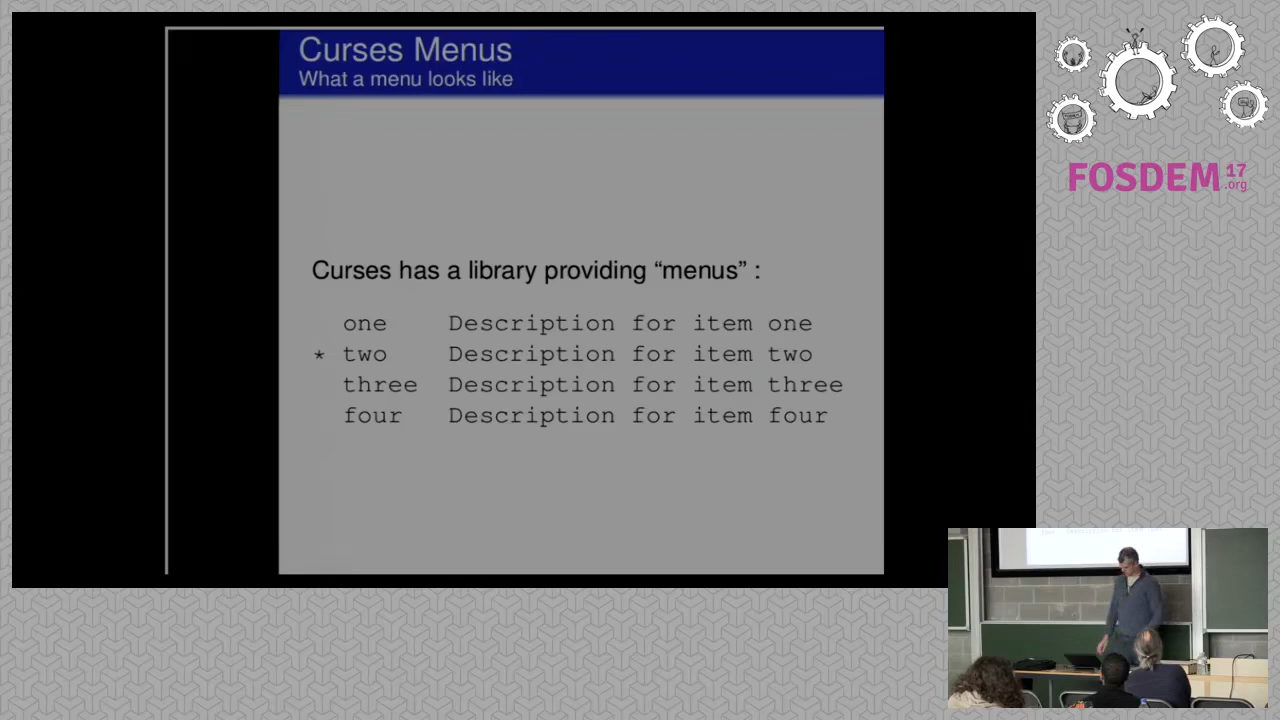 Curses Menus
What a menu looks like
Curses has a library providing “menus” :
one Description for item one
* two Description for item two
three Description for item three
four Description for item four
FOSDEM 17
.org